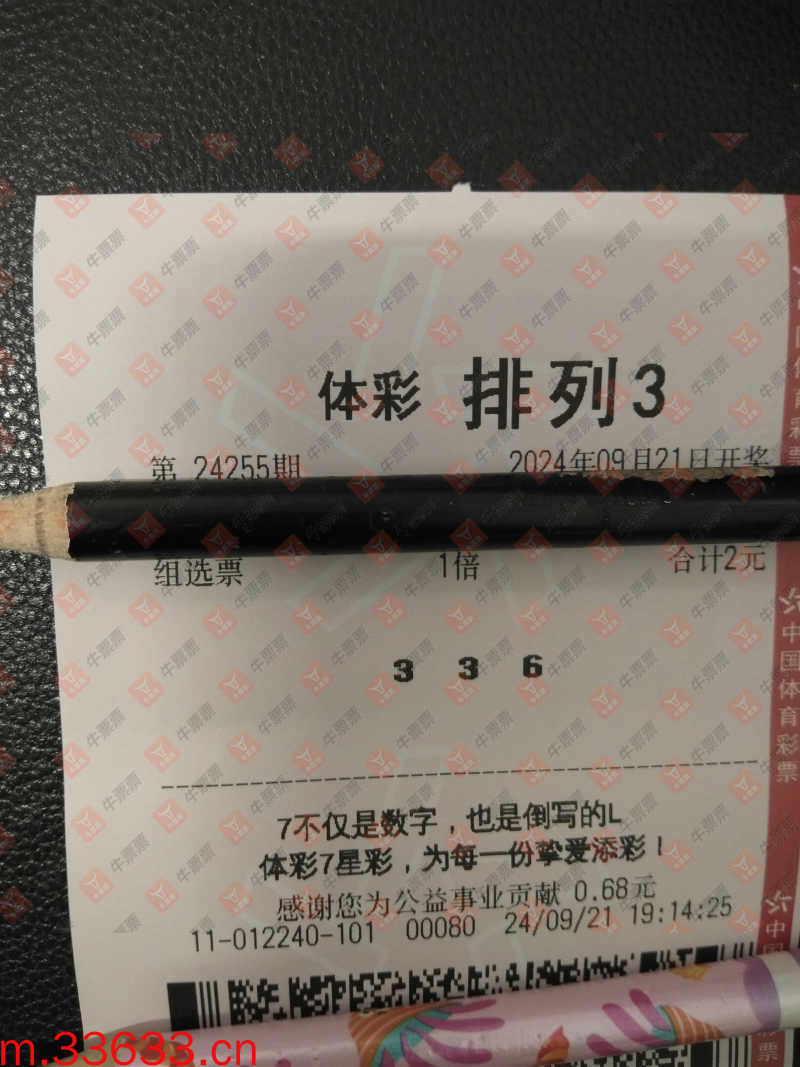 体彩 排列3
第 24255期 2024年09月21日开奖
组选票 1倍 合计2元
3 3 6
7不仅是数字，也是倒写的L
体彩7星彩，为每一份挚爱添彩！
感谢您为公益事业贡献 0.68元
11-012240-101 00080 24/09/21 19:14:25
中国体育彩票
牛票票
m.33633.cn